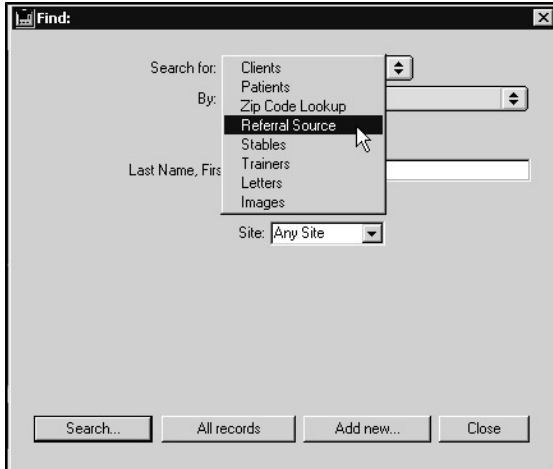 Find:
Search for:
Clients
Patients
By:
Zip Code Lookup
Referral Source
Stables
Trainers
Last Name, Firs
Letters
Images
Site: Any Site
Search... All records Add new... Close